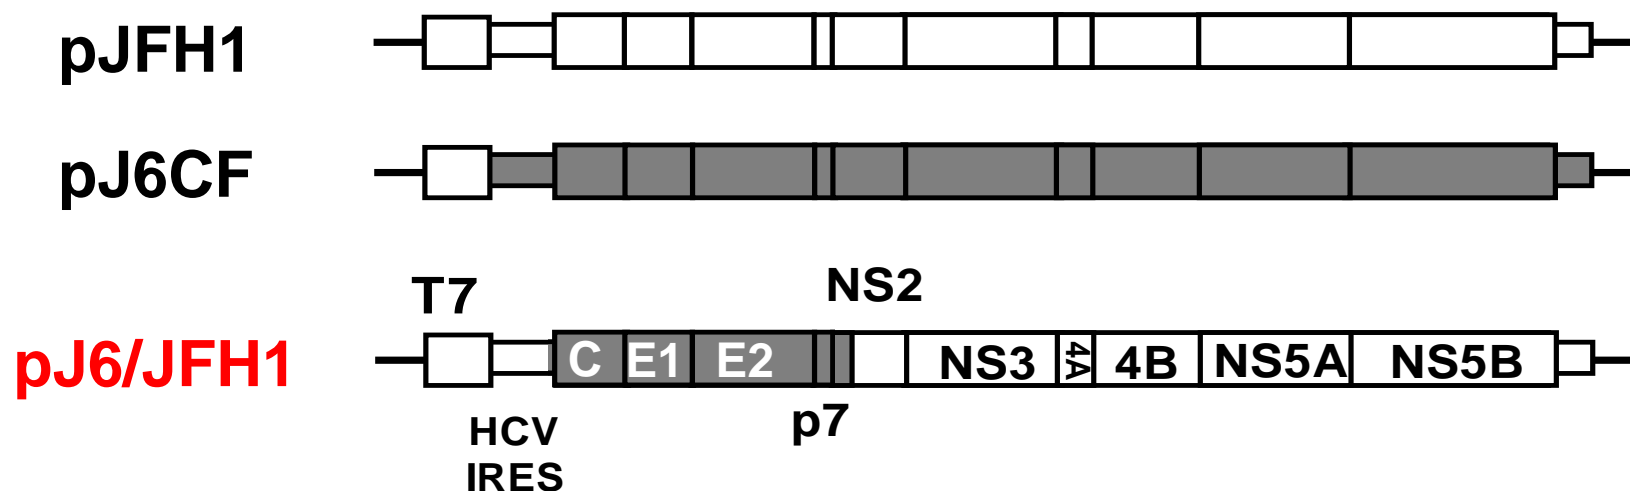 pJFH1
pJ6CF
T7
NS2
pJ6/JFH1
C E1 E2 NS3 4A 4B NS5A NS5B
p7
HCV
IRES